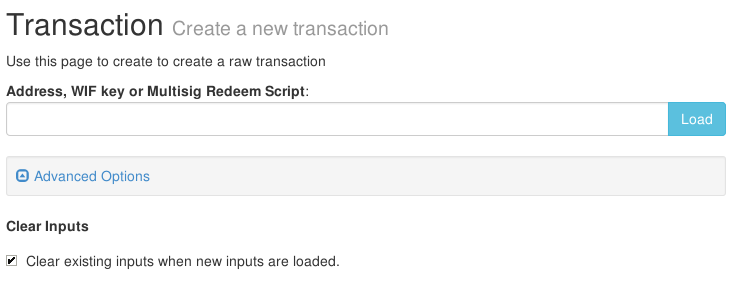 Transaction Create a new transaction
Use this page to create to create a raw transaction
Address, WIF key or Multisig Redeem Script:
Load
Advanced Options
Clear Inputs
Clear existing inputs when new inputs are loaded.